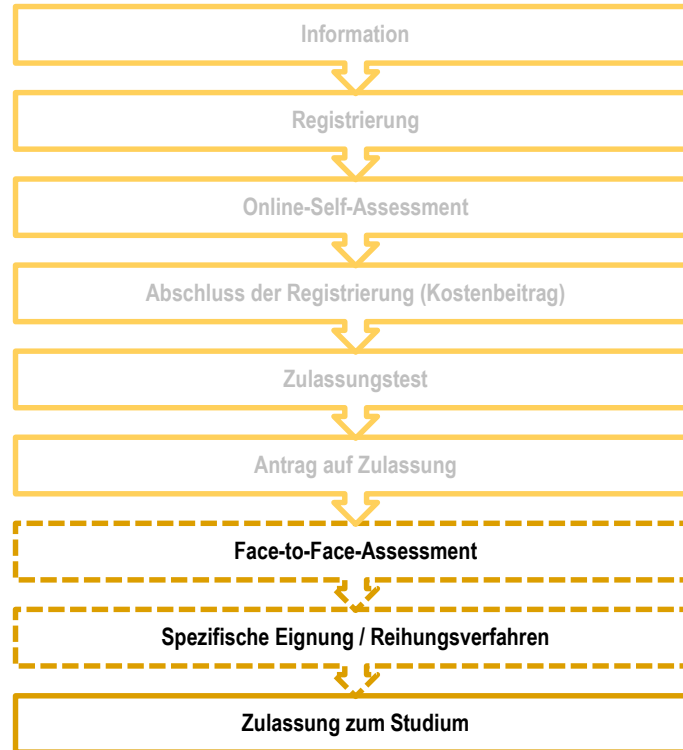 Information
Registrierung
Online-Self-Assessment
Abschluss der Registrierung (Kostenbeitrag)
Zulassungstest
Antrag auf Zulassung
Face-to-Face-Assessment
Spezifische Eignung / Reihungsverfahren
Zulassung zum Studium